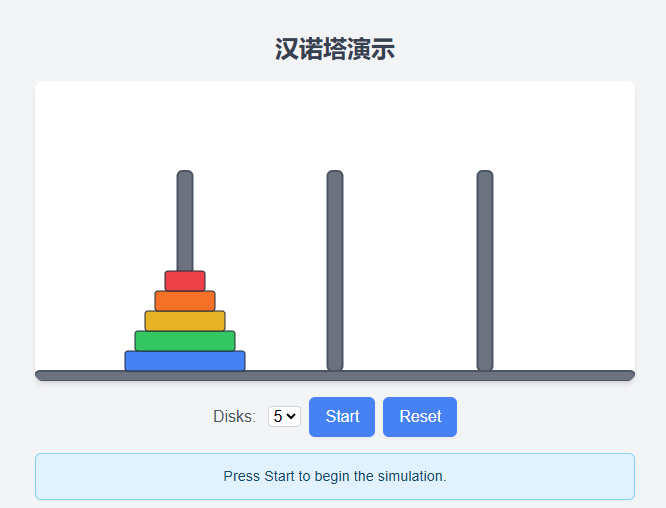 汉诺塔演示
Disks: 5 Start Reset
Press Start to begin the simulation.